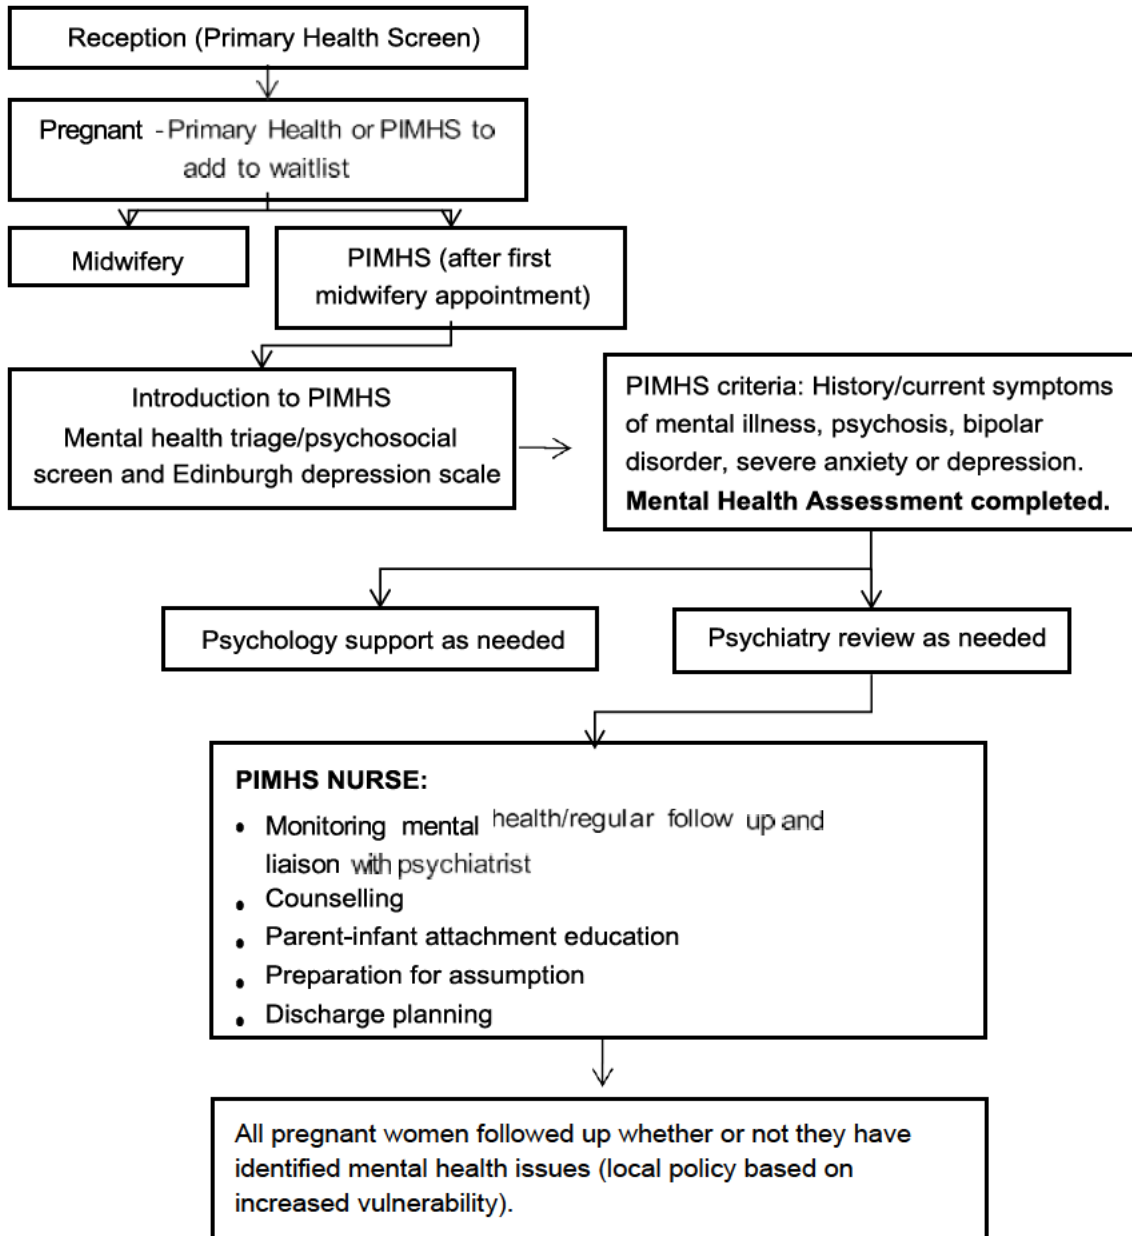 Reception (Primary Health Screen)
Pregnant - Primary Health or PIMHS to
add to waitlist
Midwifery
PIMHS (after first
midwifery appointment)
Introduction to PIMHS
Mental health triage/psychosocial
screen and Edinburgh depression scale
PIMHS criteria: History/current symptoms
of mental illness, psychosis, bipolar
disorder, severe anxiety or depression.
Mental Health Assessment completed.
Psychology support as needed
Psychiatry review as needed
PIMHS NURSE:
• Monitoring mental health/regular follow up and
liaison with psychiatrist
• Counselling
• Parent-infant attachment education
• Preparation for assumption
• Discharge planning
All pregnant women followed up whether or not they have
identified mental health issues (local policy based on
increased vulnerability).